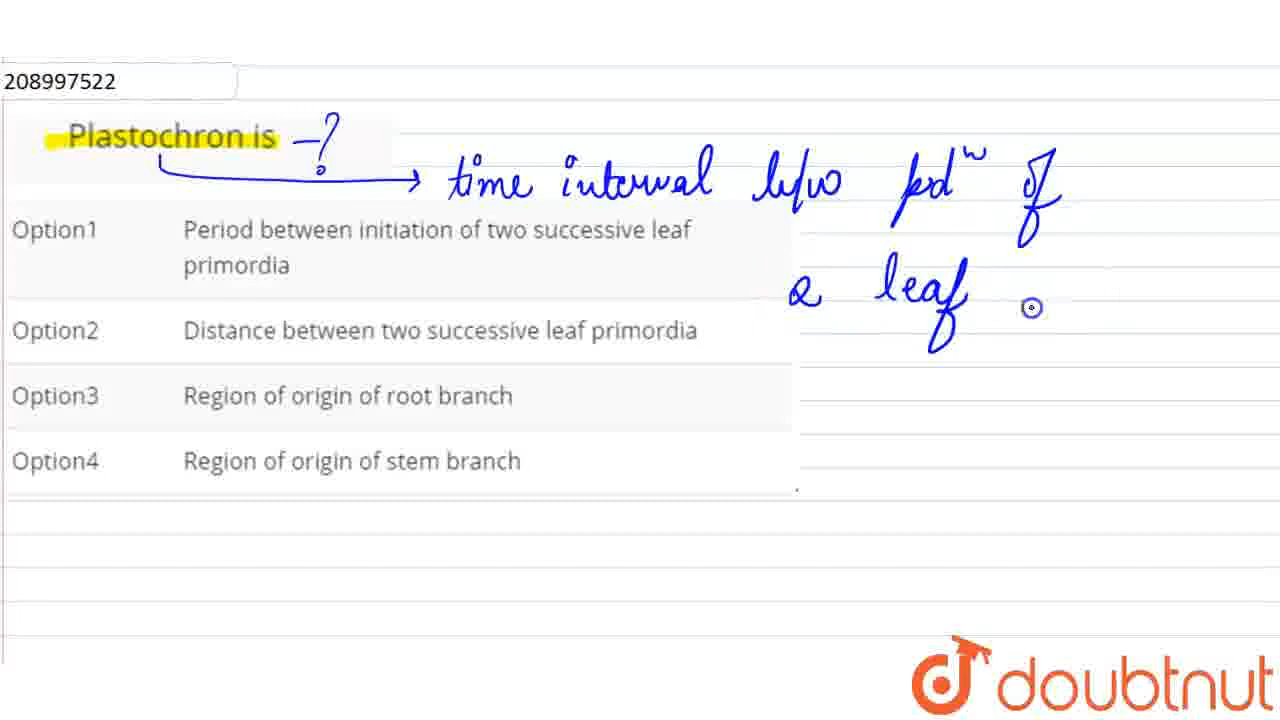 208997522
Plastochron is -?
time interval b/w pdⁿ of
2 leaf
Option1 Period between initiation of two successive leaf
primordia
Option2 Distance between two successive leaf primordia
Option3 Region of origin of root branch
Option4 Region of origin of stem branch
doubtnut